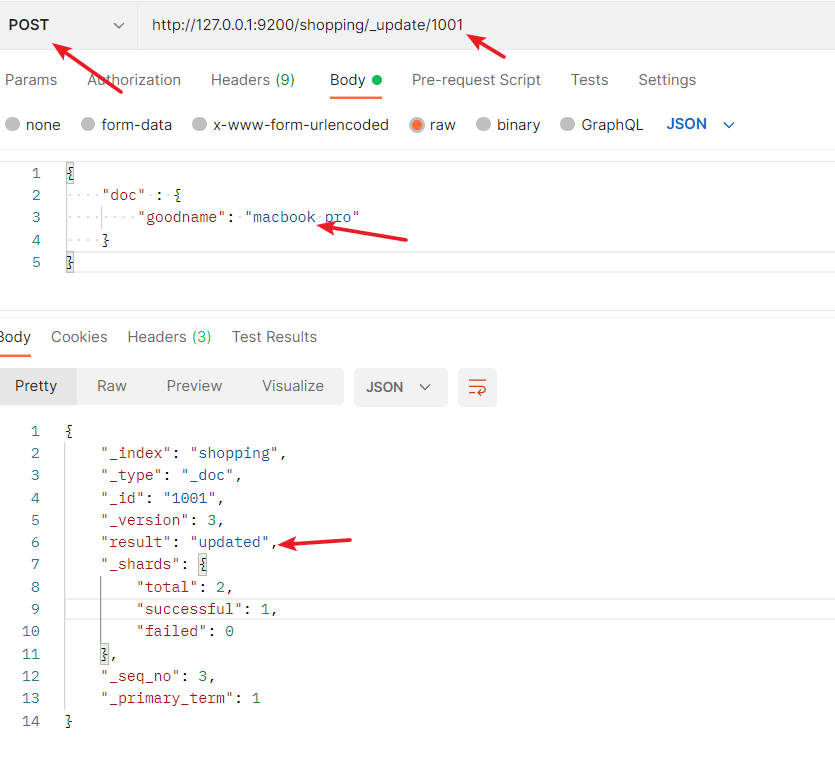 POST http://127.0.0.1:9200/shopping/_update/1001
Params Authorization Headers (9) Body Pre-request Script Tests Settings
none form-data x-www-form-urlencoded raw binary GraphQL JSON
1 {
2 "doc" : {
3 "goodname": "macbook pro"
4 }
5 }
Body Cookies Headers (3) Test Results
Pretty Raw Preview Visualize JSON
1 {
2 "_index": "shopping",
3 "_type": "_doc",
4 "_id": "1001",
5 "_version": 3,
6 "result": "updated",
7 "_shards": {
8 "total": 2,
9 "successful": 1,
10 "failed": 0
11 },
12 "_seq_no": 3,
13 "_primary_term": 1
14 }